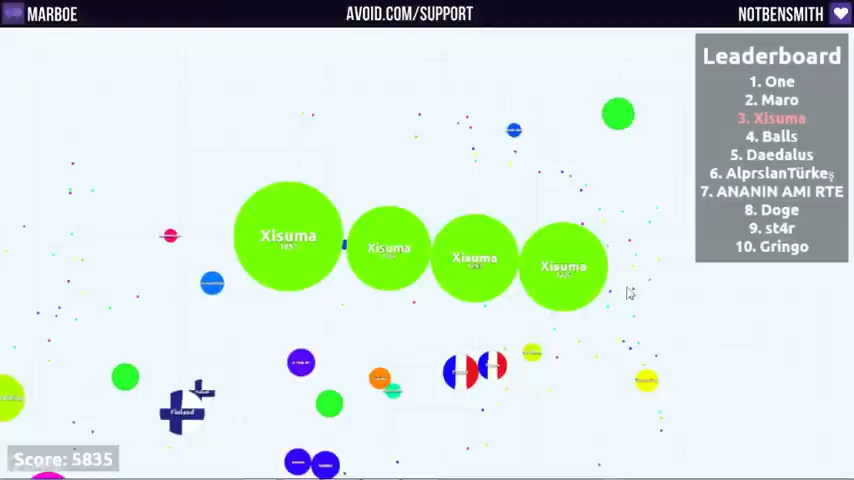 MARBOE
AVOID.COM/SUPPORT
NOTBENSMITH
Leaderboard
1. One
2. Maro
3. Xisuma
4. Balls
5. Daedalus
6. AlprslanTürkeş
7. ANANIN AMI RTE
8. Doge
9. st4r
10. Gringo
Xisuma
Xisuma
Xisuma
Xisuma
Finland
Score: 5835